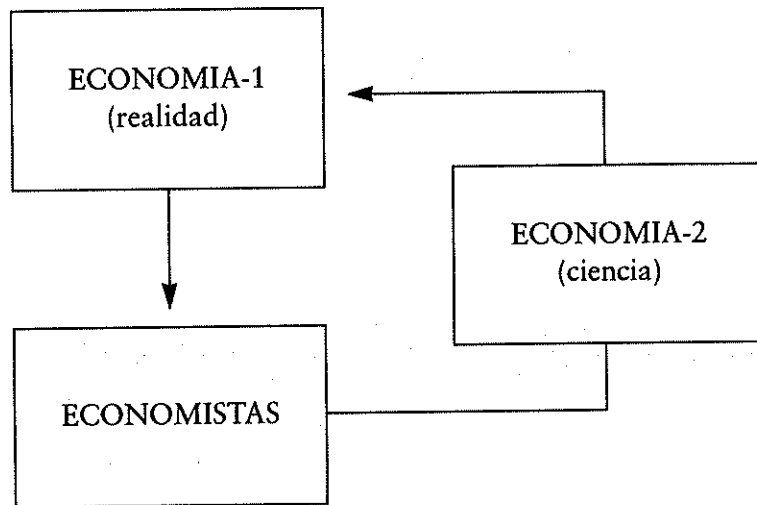 ECONOMIA-1
(realidad)
ECONOMIA-2
(ciencia)
ECONOMISTAS